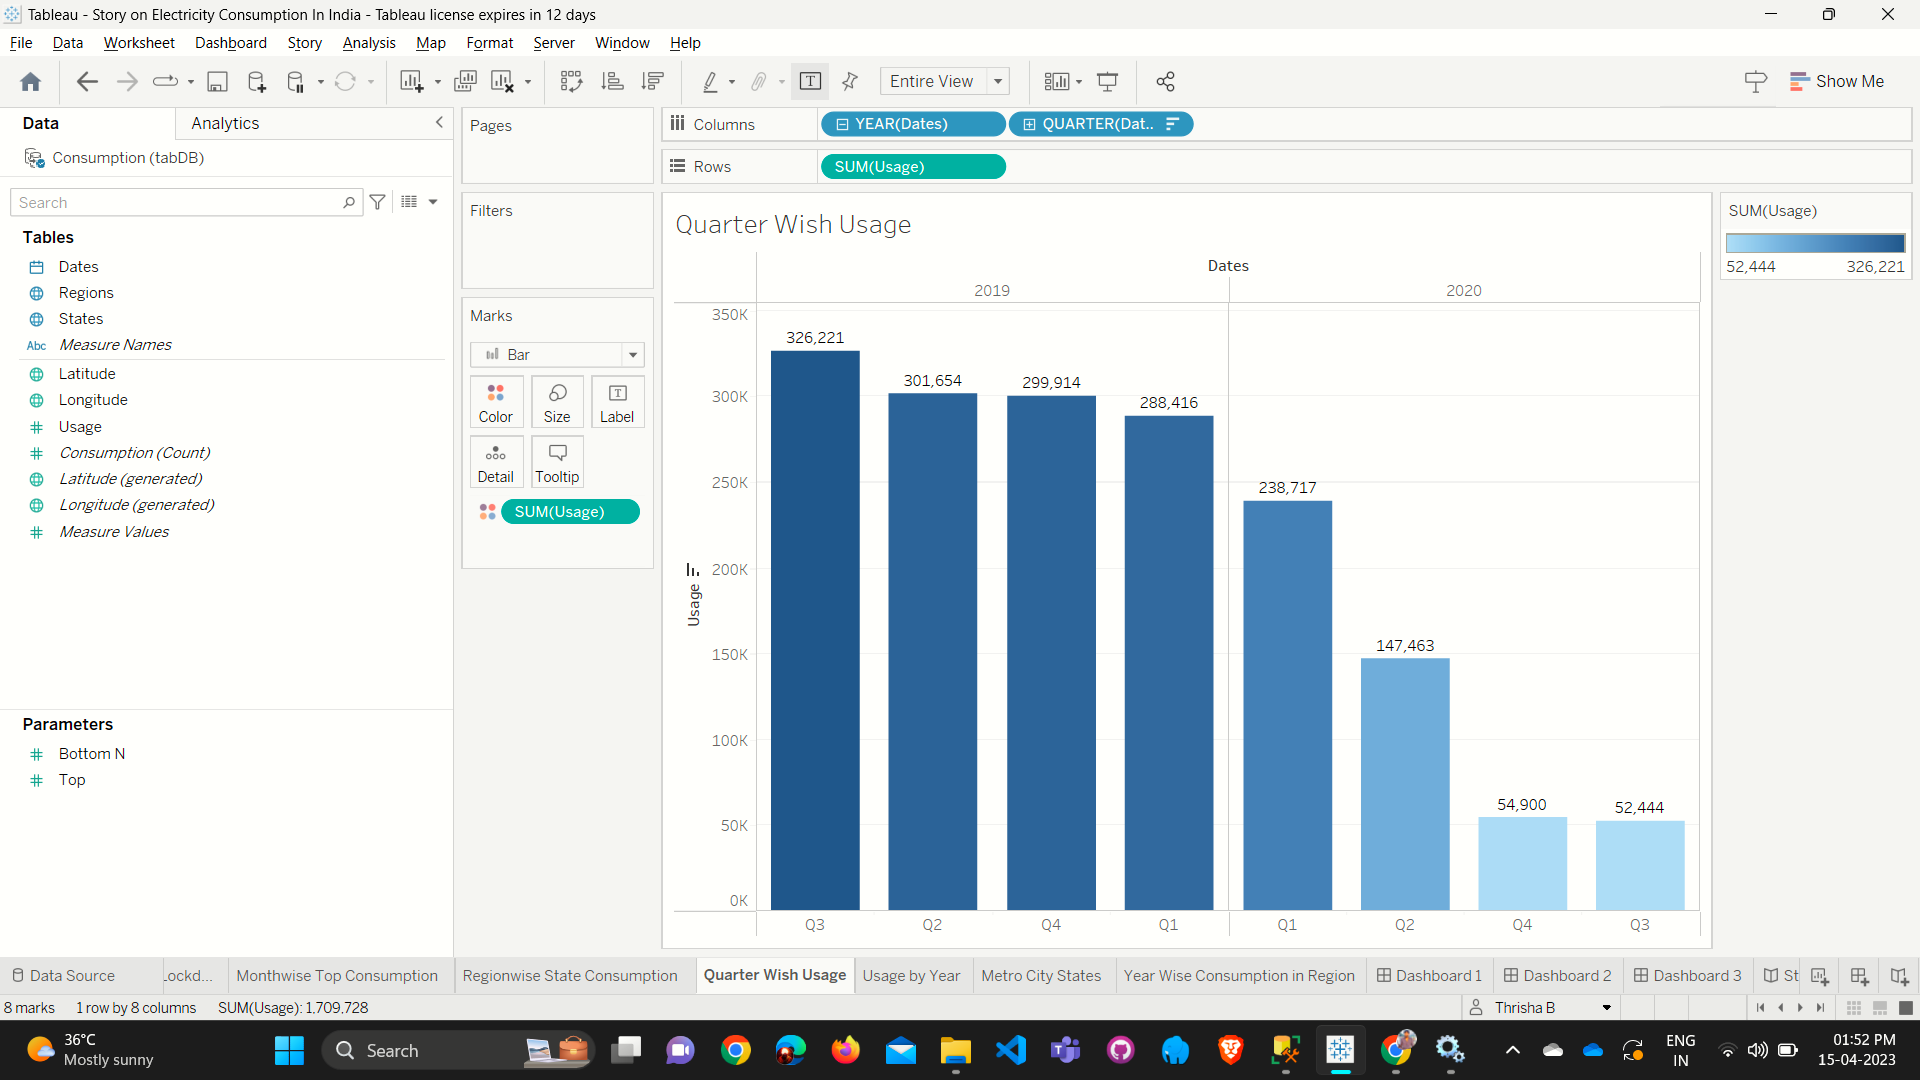 Tableau - Story on Electricity Consumption In India - Tableau license expires in 12 days
File Data Worksheet Dashboard Story Analysis Map Format Server Window Help
Entire View
Show Me
Data Analytics
Consumption (tabDB)
Search
Tables
Dates
Regions
States
Abc Measure Names
Latitude
Longitude
Usage
Consumption (Count)
Latitude (generated)
Longitude (generated)
Measure Values
Parameters
Bottom N
Top
Pages
Filters
Marks
Bar
Color Size Label
Detail Tooltip
SUM(Usage)
Columns YEAR(Dates) QUARTER(Dat..
Rows SUM(Usage)
Quarter Wish Usage
Dates
2019 2020
Usage
350K
300K
250K
200K
150K
100K
50K
0K
326,221
301,654
299,914
288,416
238,717
147,463
54,900
52,444
Q3 Q2 Q4 Q1 Q1 Q2 Q4 Q3
SUM(Usage)
52,444 326,221
Data Source .ockd... Monthwise Top Consumption Regionwise State Consumption Quarter Wish Usage Usage by Year Metro City States Year Wise Consumption in Region Dashboard 1 Dashboard 2 Dashboard 3 St
8 marks 1 row by 8 columns SUM(Usage): 1,709,728 Thrisha B
36°C
Mostly sunny
Search
ENG
IN
01:52 PM
15-04-2023